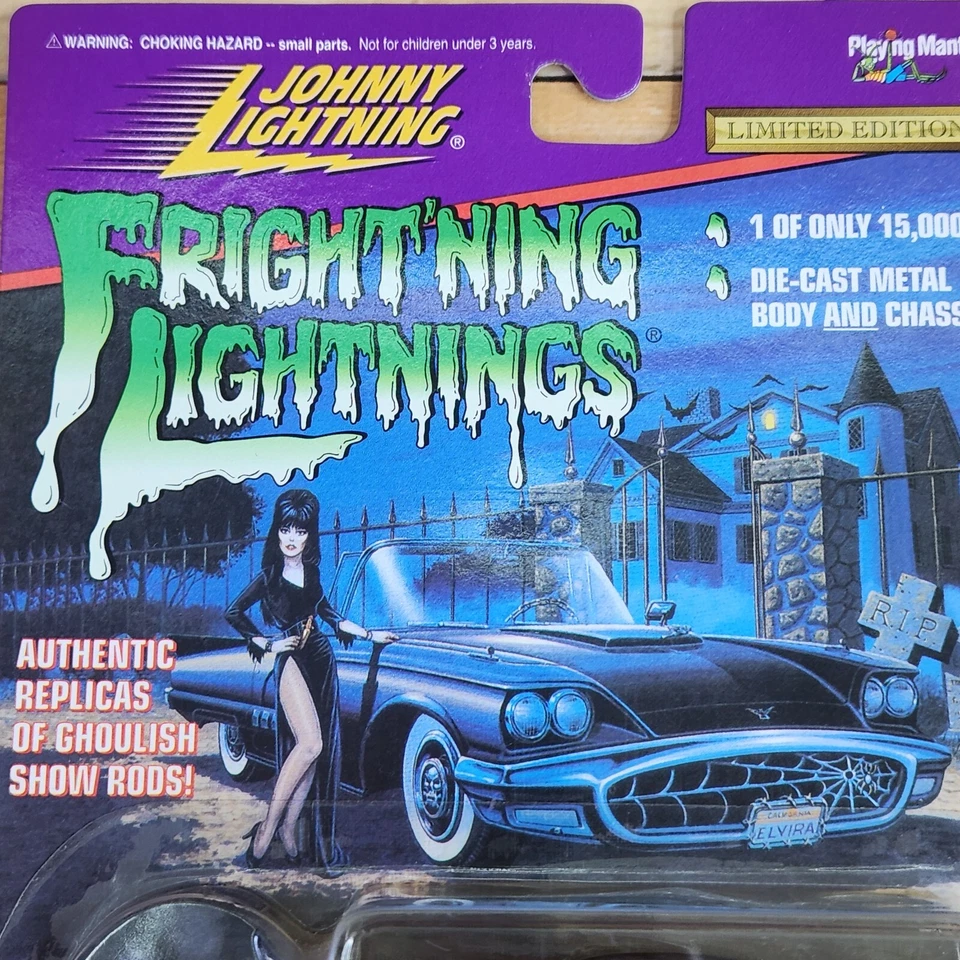 ⚠ WARNING: CHOKING HAZARD -- small parts. Not for children under 3 years.
JOHNNY
LIGHTNING®
Playing Mant
LIMITED EDITION
FRIGHT'NING
LIGHTNINGS®
1 OF ONLY 15,000
DIE-CAST METAL
BODY AND CHASS
RIP
AUTHENTIC
REPLICAS
OF GHOULISH
SHOW RODS!
CALIFORNIA
ELVIRA